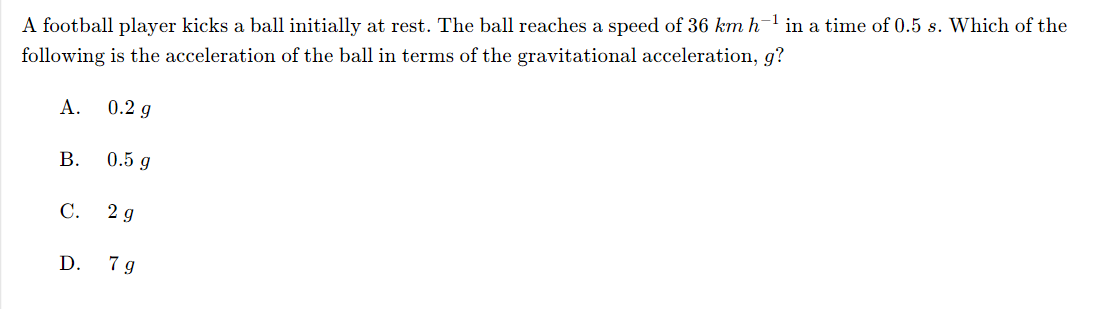 A football player kicks a ball initially at rest. The ball reaches a speed of 36 km h⁻¹ in a time of 0.5 s. Which of the
following is the acceleration of the ball in terms of the gravitational acceleration, g?
A. 0.2 g
B. 0.5 g
C. 2 g
D. 7 g